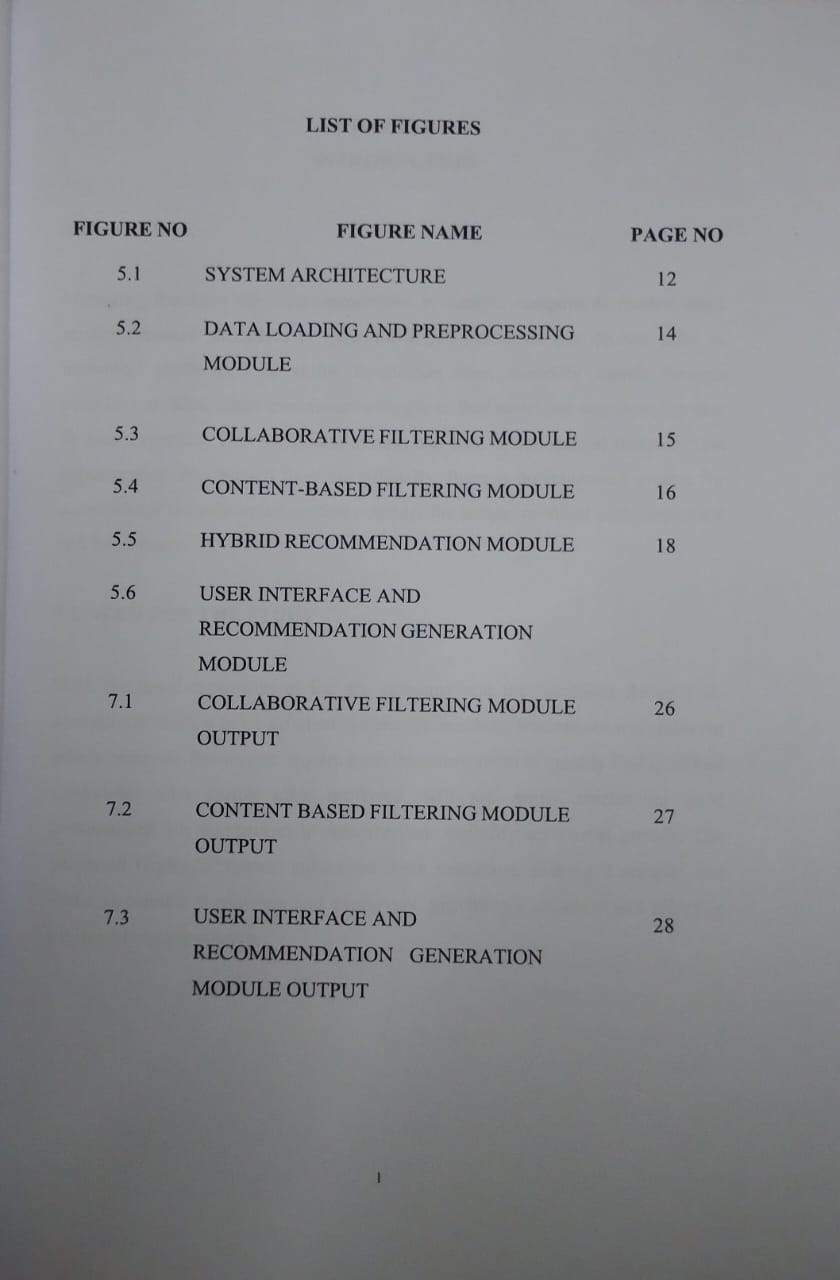 LIST OF FIGURES
FIGURE NO FIGURE NAME PAGE NO
5.1 SYSTEM ARCHITECTURE 12
5.2 DATA LOADING AND PREPROCESSING 14
MODULE
5.3 COLLABORATIVE FILTERING MODULE 15
5.4 CONTENT-BASED FILTERING MODULE 16
5.5 HYBRID RECOMMENDATION MODULE 18
5.6 USER INTERFACE AND
RECOMMENDATION GENERATION
MODULE
7.1 COLLABORATIVE FILTERING MODULE 26
OUTPUT
7.2 CONTENT BASED FILTERING MODULE 27
OUTPUT
7.3 USER INTERFACE AND 28
RECOMMENDATION GENERATION
MODULE OUTPUT
I